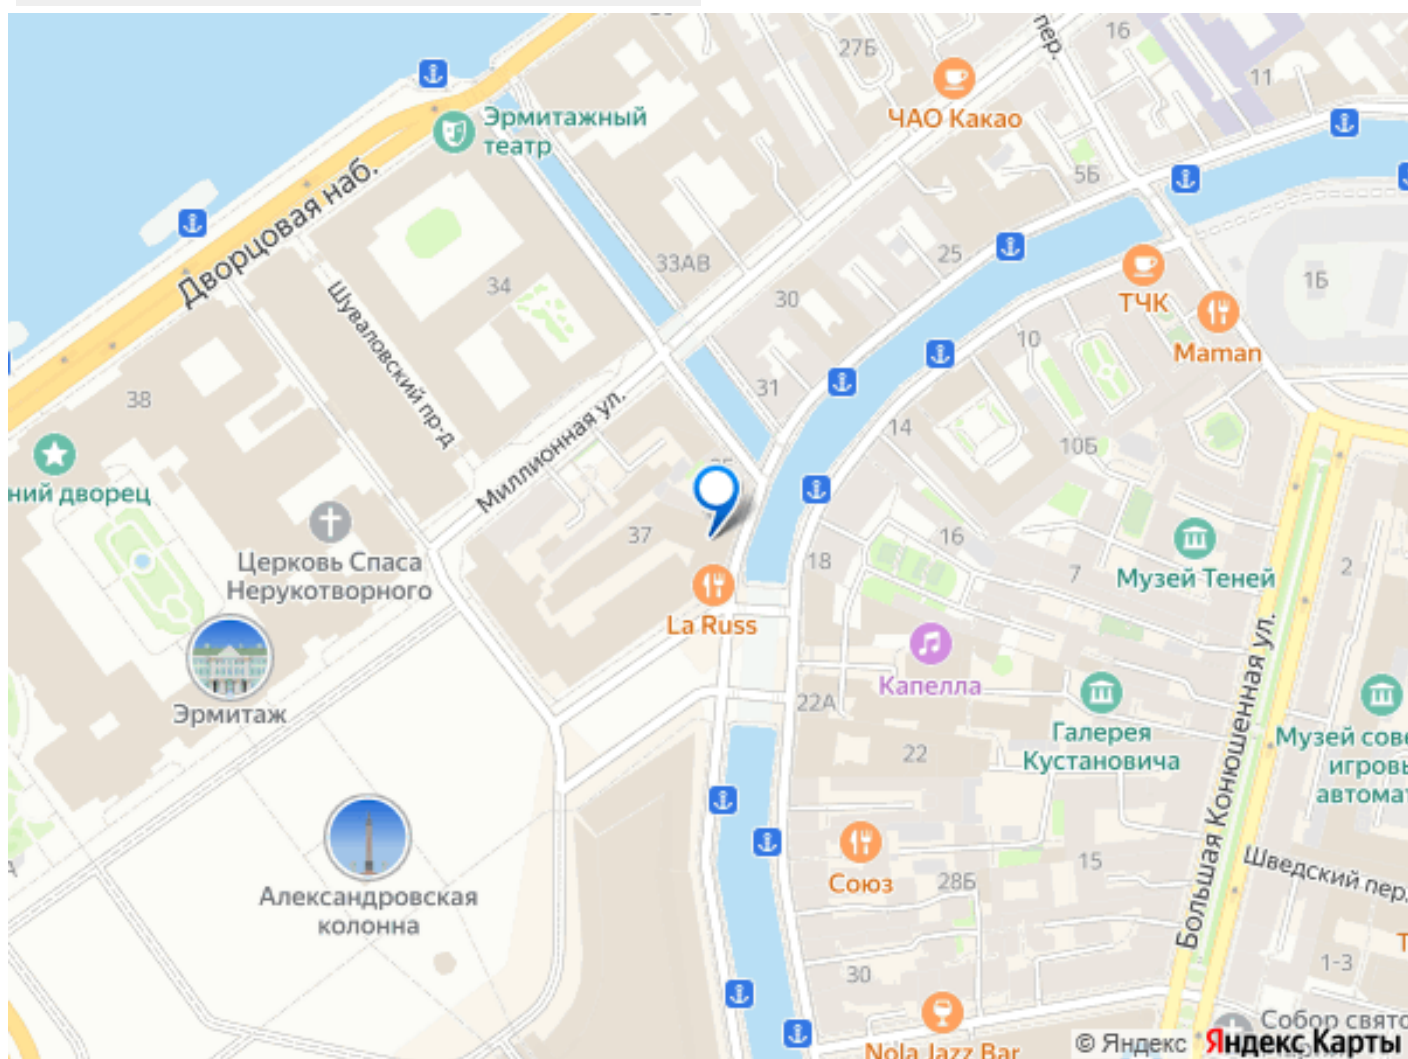 пер.
16
27Б
11
ЧАО Какао
Эрмитажный
театр
5Б
Дворцовая наб.
33АВ
25
1Б
34
30
ТЧК
Шуваловский пр-д
10
Maman
38
31
Миллионная ул.
14
10Б
ний дворец
Церковь Спаса
Нерукотворного
37
18
16
7
Музей Теней
2
La Russ
Капелла
Эрмитаж
22А
Галерея
Кустановича
Музей сове
игровы
автомат
22
Большая Конюшенная ул.
Александровская
колонна
Союз
28Б
15
Шведский пер.
Т
1-3
30
Собор свято
Nola Jazz Bar
© Яндекс Яндекс Карты